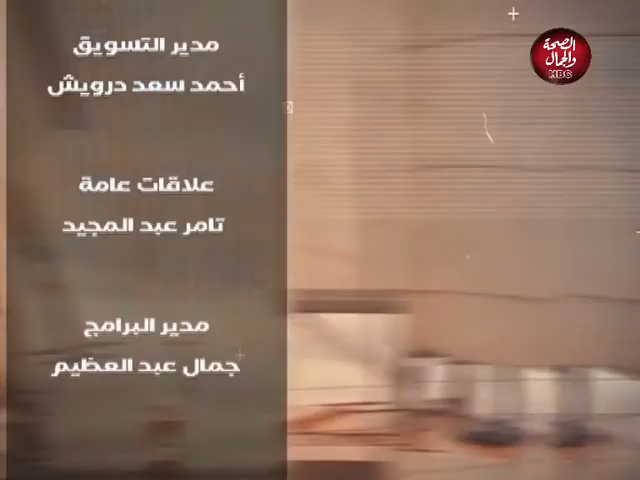 مدير التسويق
أحمد سعد درويش
علاقات عامة
تامر عبد المجيد
مدير البرامج
جمال عبد العظيم
الصحة
والجمال
HBC